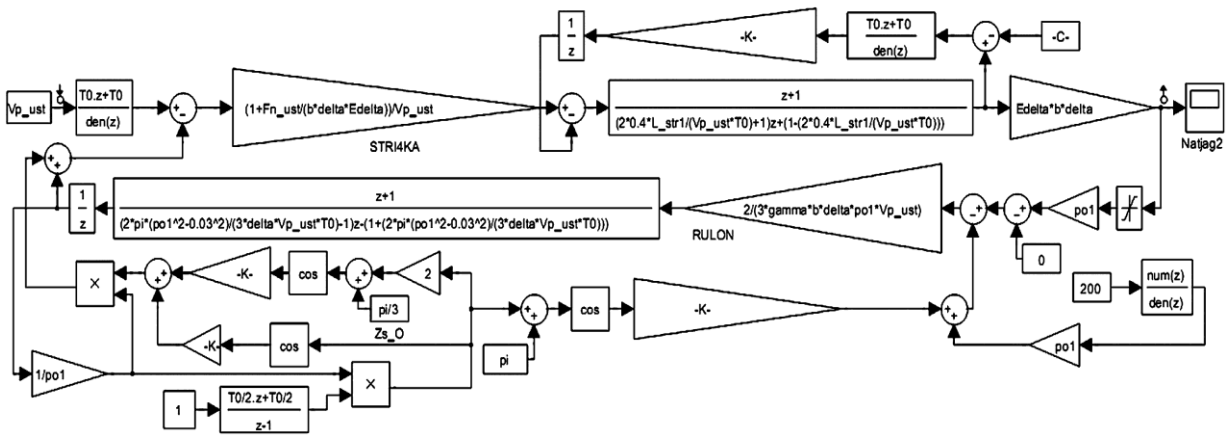 1
z
-K-
T0.z+T0
den(z)
-C-
Vp_ust
T0.z+T0
den(z)
(1+Fn_ust/(b*delta*Edelta))/Vp_ust
STRI4KA
z+1
(2*0.4*L_str1/(Vp_ust*T0)+1)z+(1-(2*0.4*L_str1/(Vp_ust*T0)))
Edelta*b*delta
Natjag2
1
z
z+1
(2*pi*(po1^2-0.03^2)/(3*delta*Vp_ust*T0)-1)z-(1+(2*pi*(po1^2-0.03^2)/(3*delta*Vp_ust*T0)))
2/(3*gamma*b*delta*po1*Vp_ust)
RULON
po1
0
-K-
cos
2
pi/3
Zs_O
-K-
cos
×
1/po1
1
T0/2.z+T0/2
z-1
×
pi
cos
-K-
200
num(z)
den(z)
po1